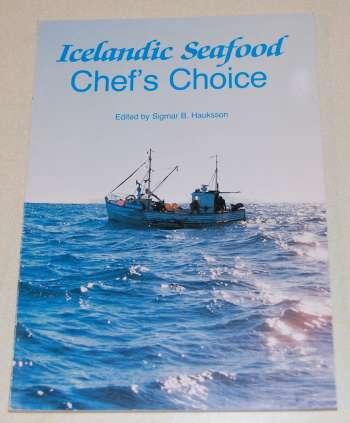 Icelandic Seafood
Chef's Choice
Edited by Sigmar B. Hauksson